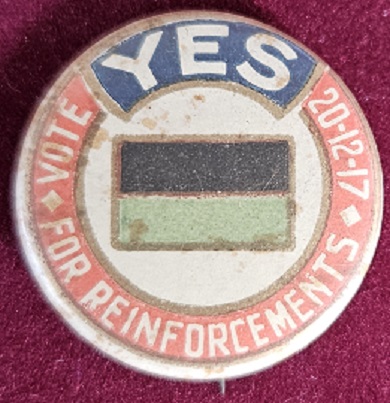 YES
VOTE FOR REINFORCEMENTS 20-12-17